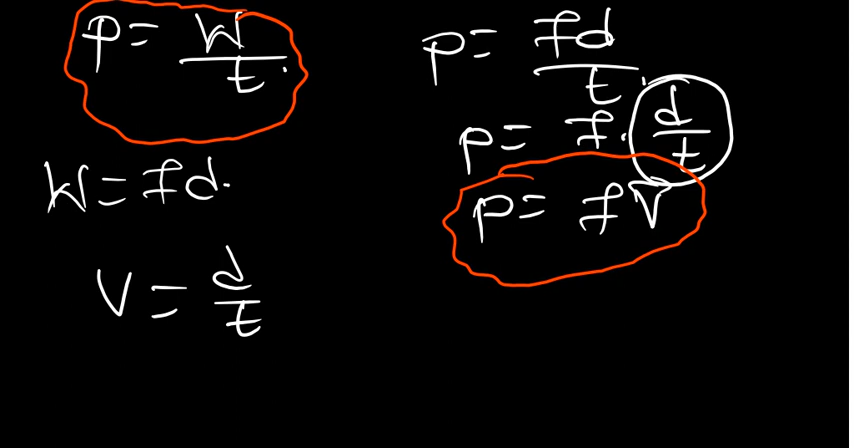 p = W/t.
W = fd.
V = d/t
p = fd/t.
p = f. d/t
p = fV